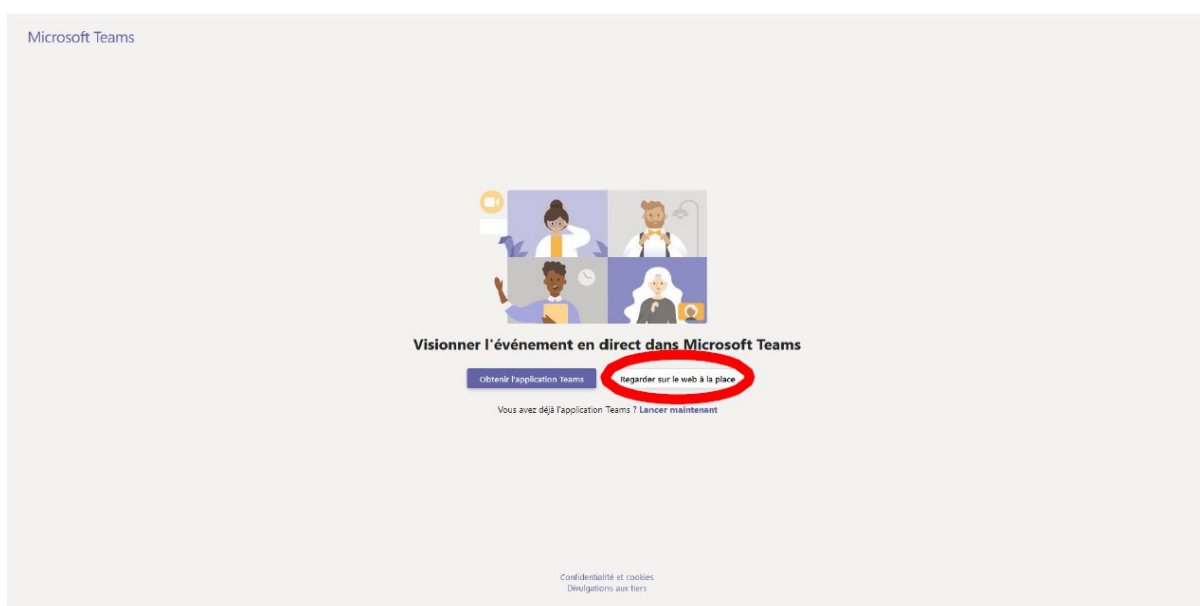 Microsoft Teams
Visionner l'événement en direct dans Microsoft Teams
Obtenir l'application Teams
Regarder sur le web à la place
Vous avez déjà l'application Teams ? Lancer maintenant
Confidentialité et cookies
Divulgations aux tiers